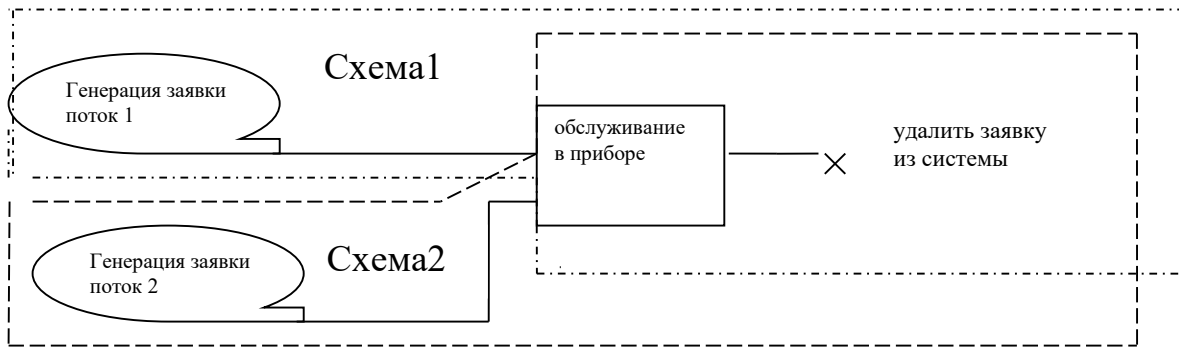 Схема1
Генерация заявки
поток 1
обслуживание
в приборе
удалить заявку
из системы
Схема2
Генерация заявки
поток 2